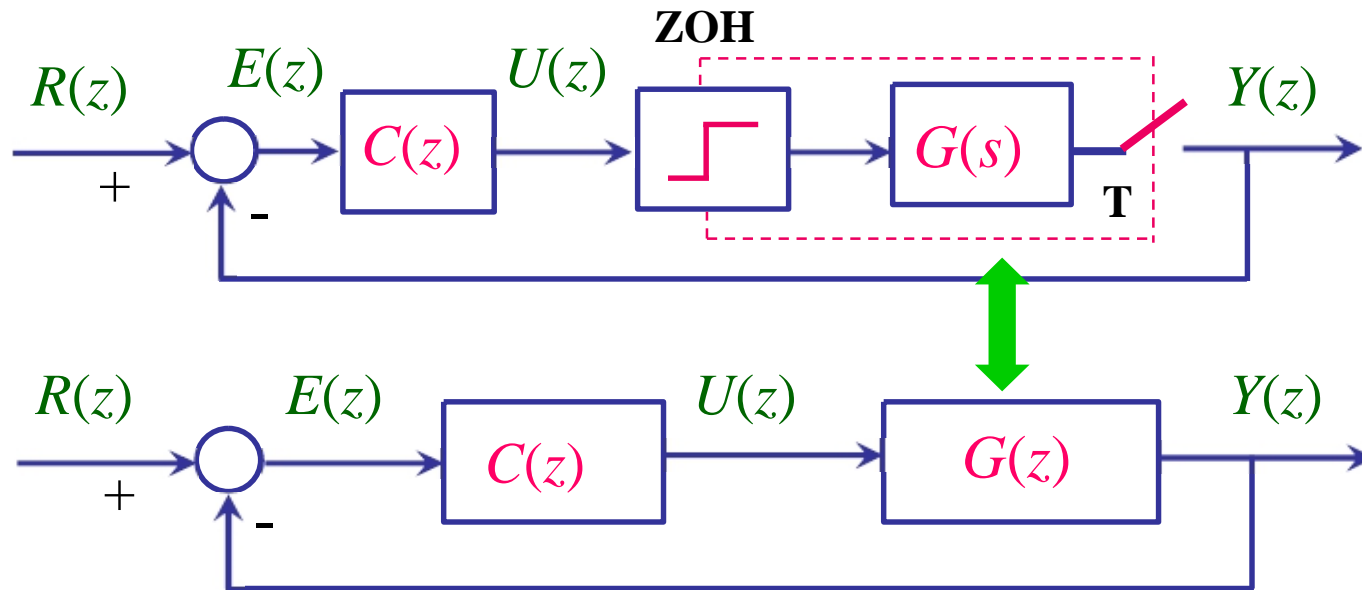 ZOH
R(z) E(z) U(z) Y(z)
C(z) G(s)
+ - T
R(z) E(z) U(z) Y(z)
C(z) G(z)
+ -